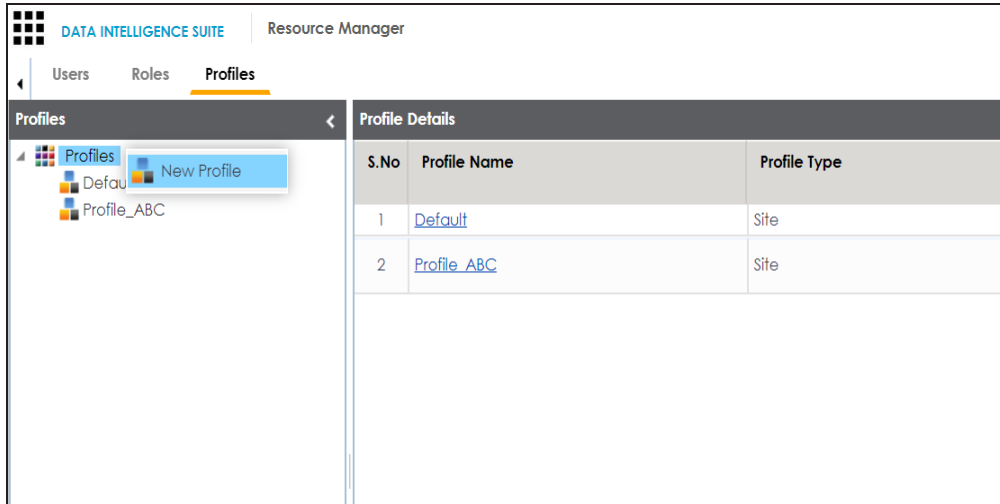 DATA INTELLIGENCE SUITE Resource Manager
Users Roles Profiles
Profiles
Profiles
New Profile
Profile_ABC
Profile Details
S.No Profile Name Profile Type
1 Default Site
2 Profile_ABC Site